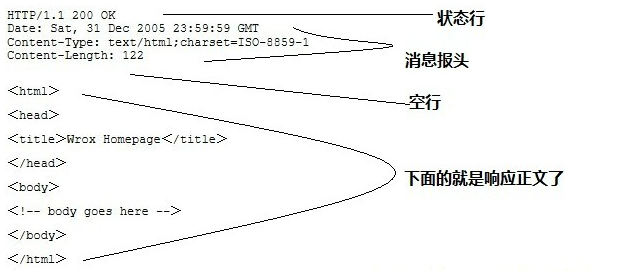 HTTP/1.1 200 OK
状态行
Date: Sat, 31 Dec 2005 23:59:59 GMT
Content-Type: text/html;charset=ISO-8859-1
消息报头
Content-Length: 122
空行
<html>
<head>
<title>Wrox Homepage</title>
</head>
下面的就是响应正文了
<body>
<!-- body goes here -->
</body>
</html>